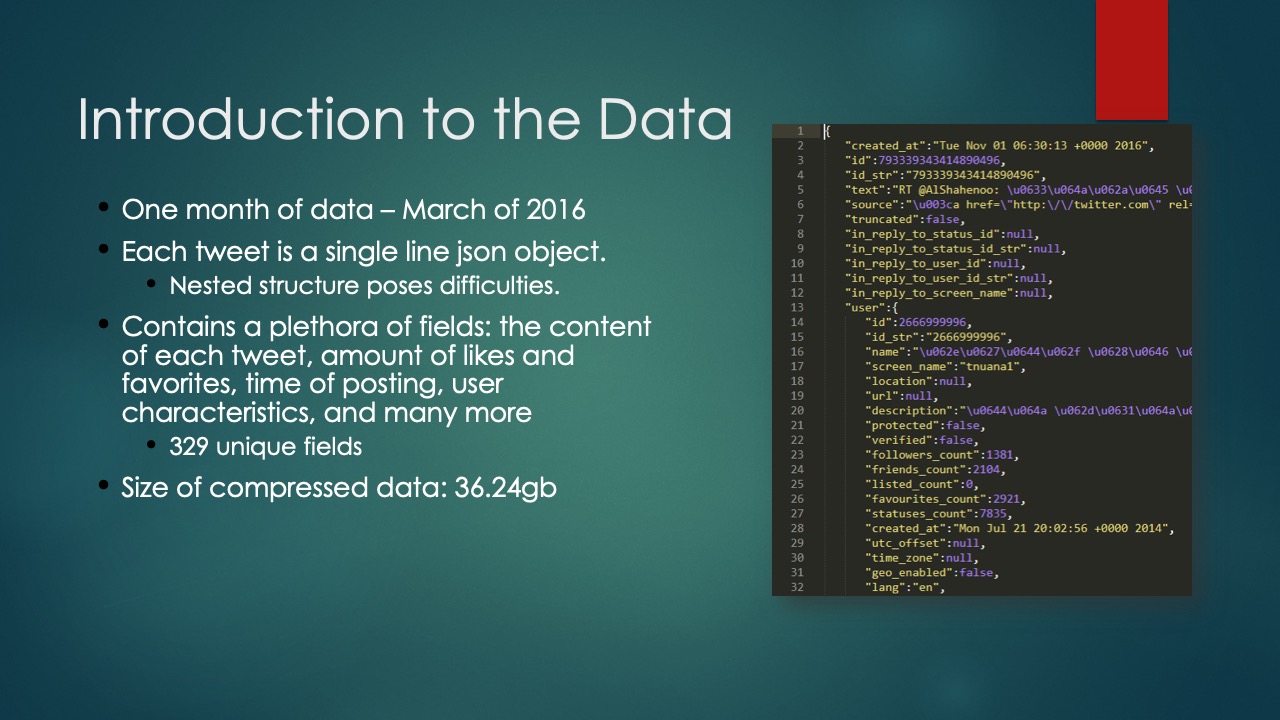 Introduction to the Data
• One month of data – March of 2016
• Each tweet is a single line json object.
• Nested structure poses difficulties.
• Contains a plethora of fields: the content
of each tweet, amount of likes and
favorites, time of posting, user
characteristics, and many more
• 329 unique fields
• Size of compressed data: 36.24gb
1 {
2 "created_at":"Tue Nov 01 06:30:13 +0000 2016",
3 "id":793339343414890496,
4 "id_str":"793339343414890496",
5 "text":"RT @AlShahenoo: \u0633\u064a\u062a\u0645 \u0
6 "source":"\u003ca href=\"http:\/\/twitter.com\" rel=
7 "truncated":false,
8 "in_reply_to_status_id":null,
9 "in_reply_to_status_id_str":null,
10 "in_reply_to_user_id":null,
11 "in_reply_to_user_id_str":null,
12 "in_reply_to_screen_name":null,
13 "user":{
14 "id":2666999996,
15 "id_str":"2666999996",
16 "name":"\u062e\u0627\u0644\u062f \u0628\u0646 \u0
17 "screen_name":"tnuana1",
18 "location":null,
19 "url":null,
20 "description":"\u0644\u064a \u062d\u0631\u064a\u0
21 "protected":false,
22 "verified":false,
23 "followers_count":1381,
24 "friends_count":2104,
25 "listed_count":0,
26 "favourites_count":2921,
27 "statuses_count":7835,
28 "created_at":"Mon Jul 21 20:02:56 +0000 2014",
29 "utc_offset":null,
30 "time_zone":null,
31 "geo_enabled":false,
32 "lang":"en",